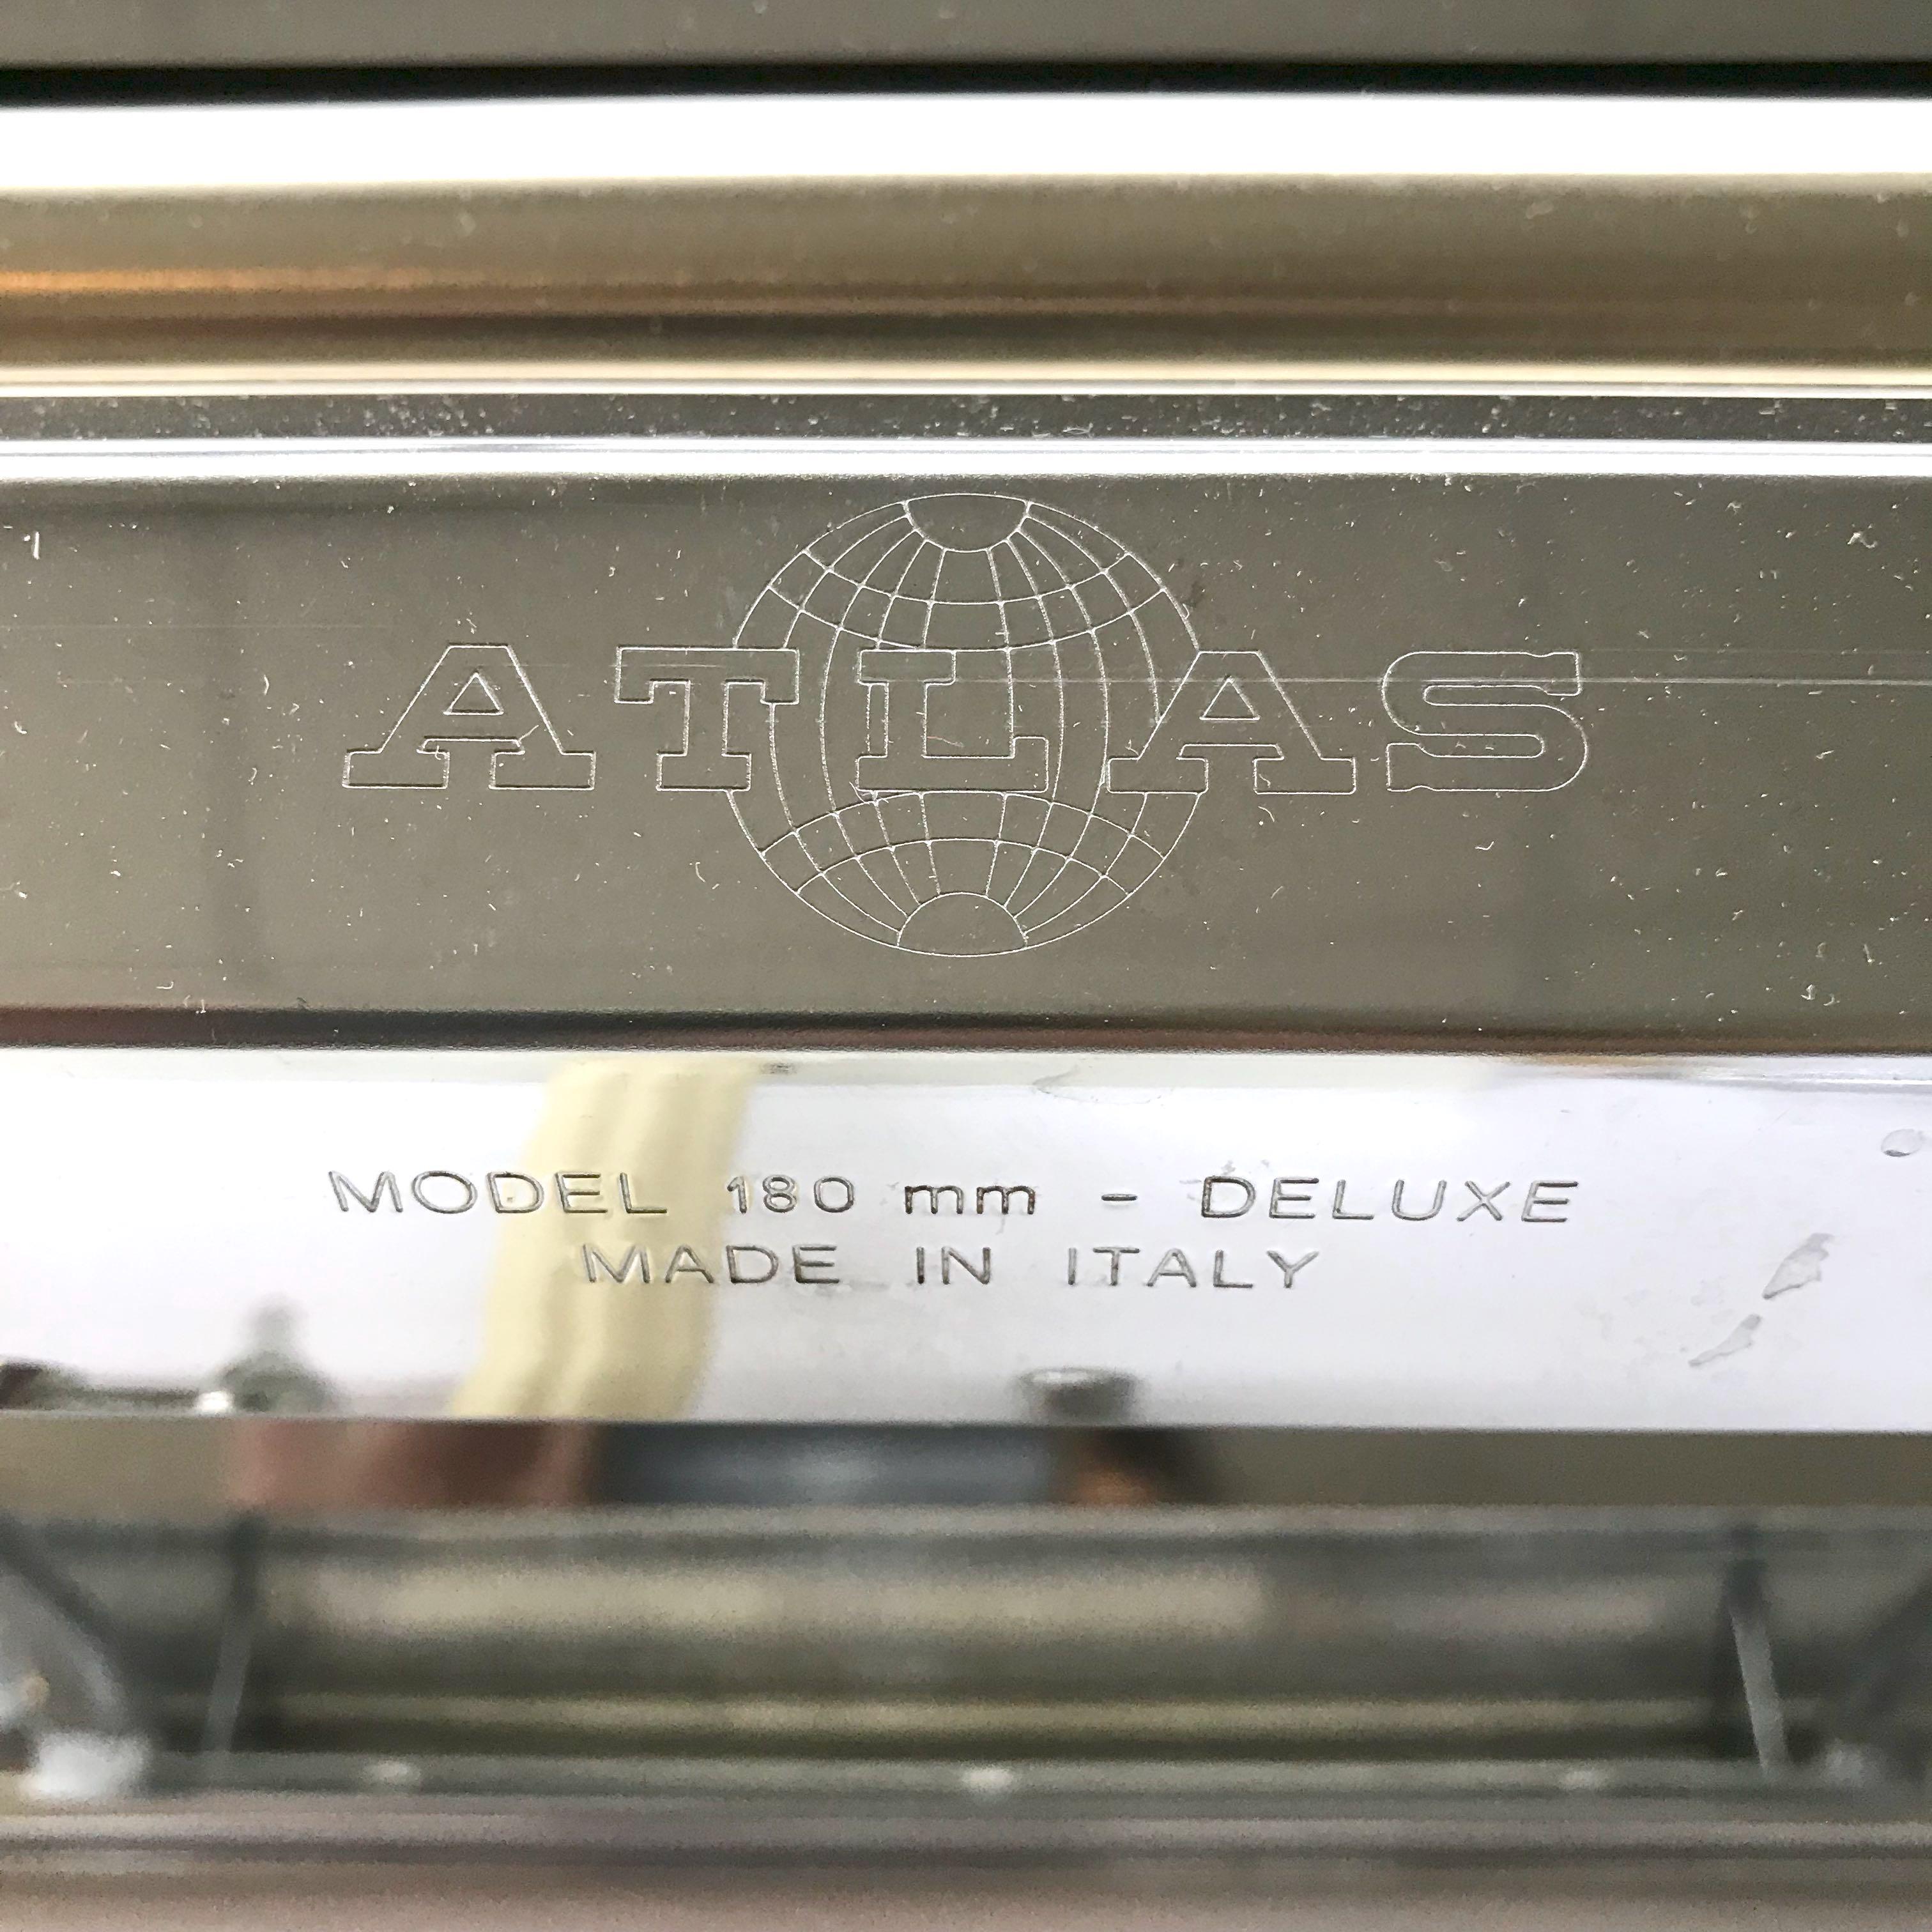 ATLAS
MODEL 180 mm - DELUXE
MADE IN ITALY